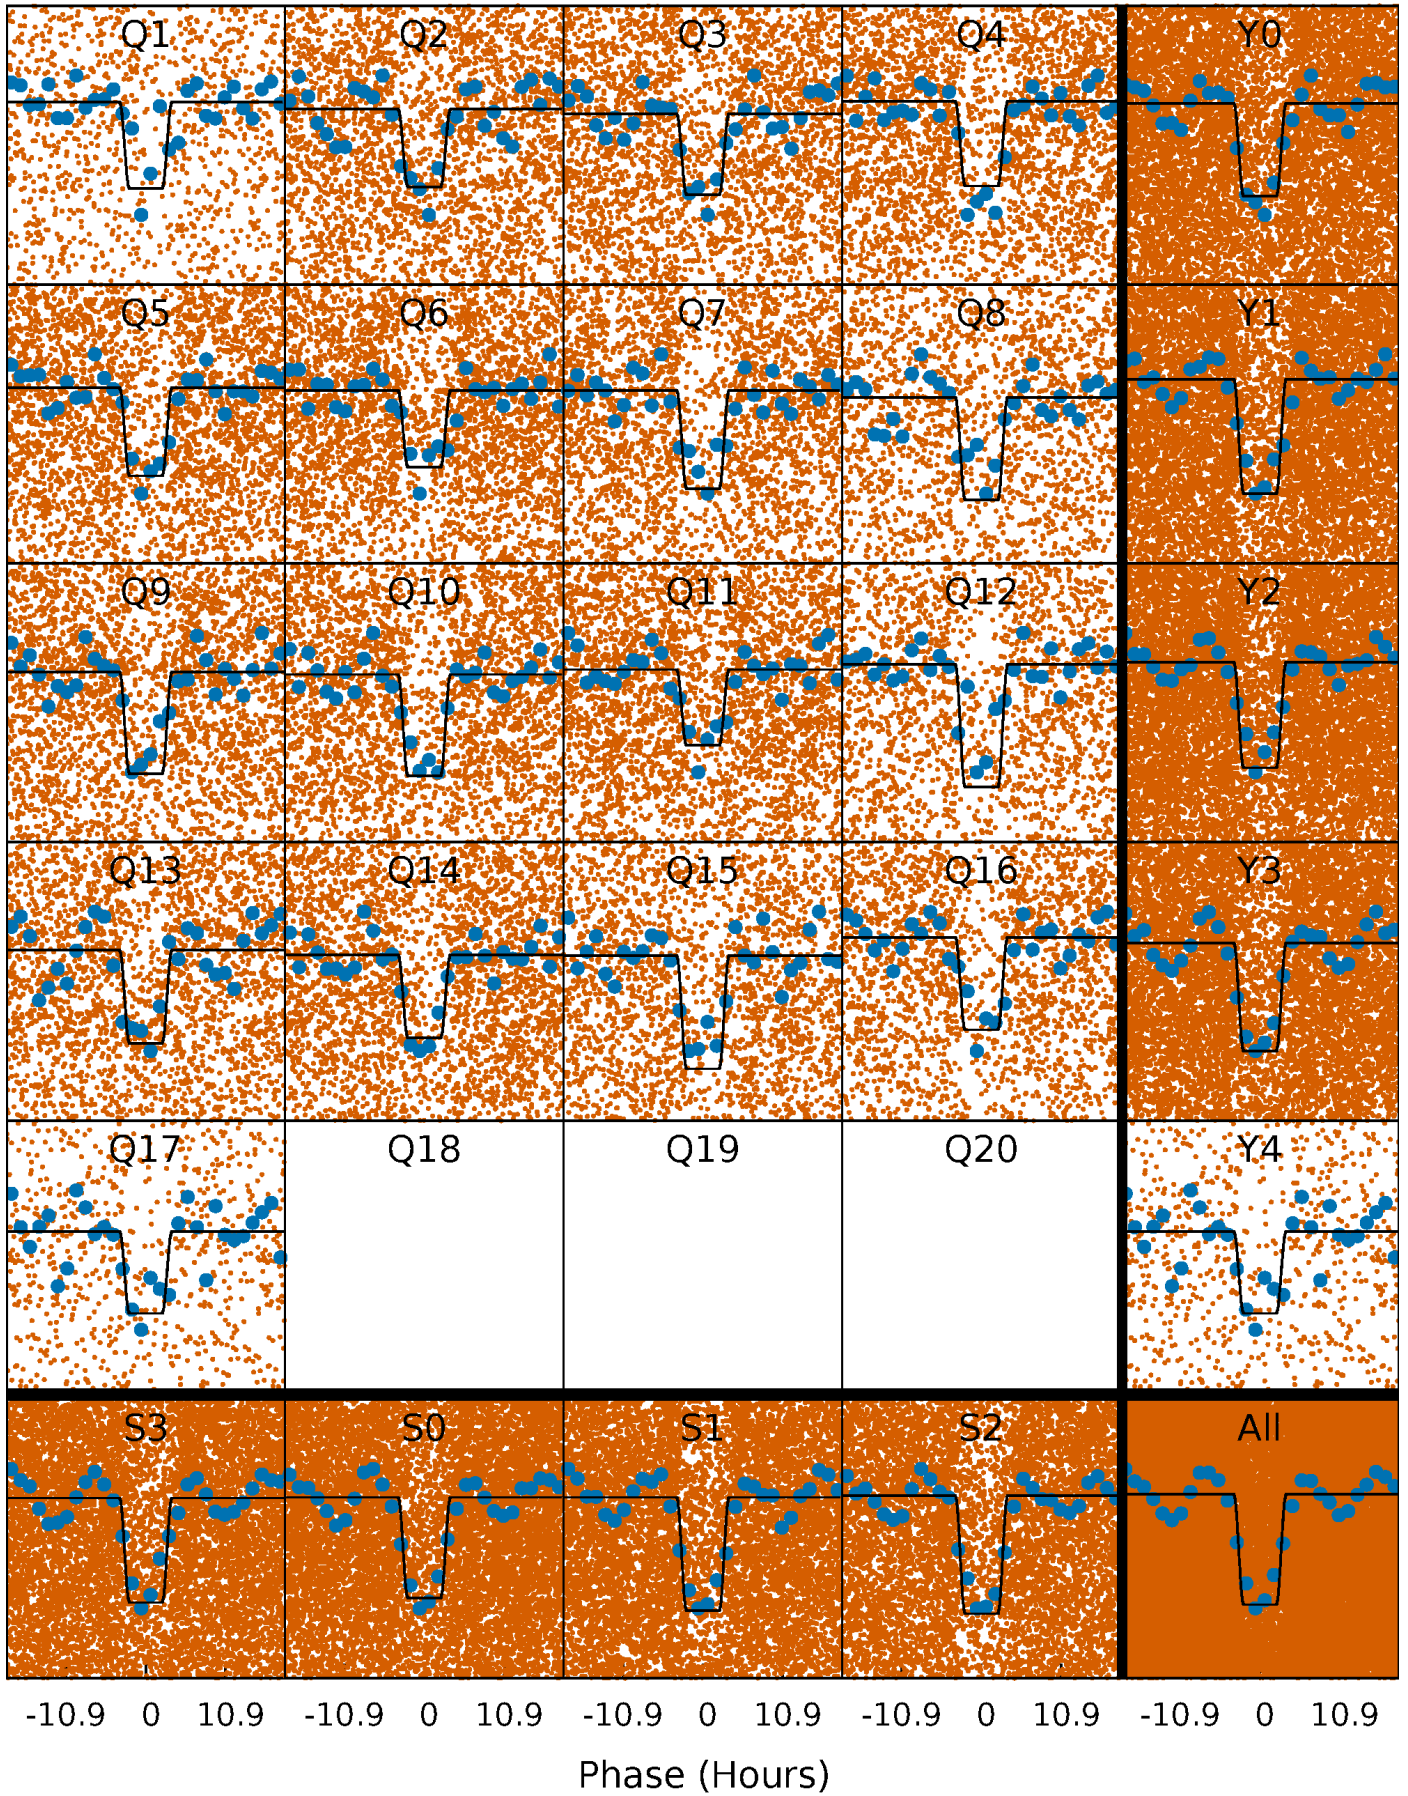 Q1 Q2 Q3 Q4 Y0
Q5 Q6 Q7 Q8 Y1
Q9 Q10 Q11 Q12 Y2
Q13 Q14 Q15 Q16 Y3
Q17 Q18 Q19 Q20 Y4
S3 S0 S1 S2 All
-10.9 0 10.9 -10.9 0 10.9 -10.9 0 10.9 -10.9 0 10.9 -10.9 0 10.9
Phase (Hours)